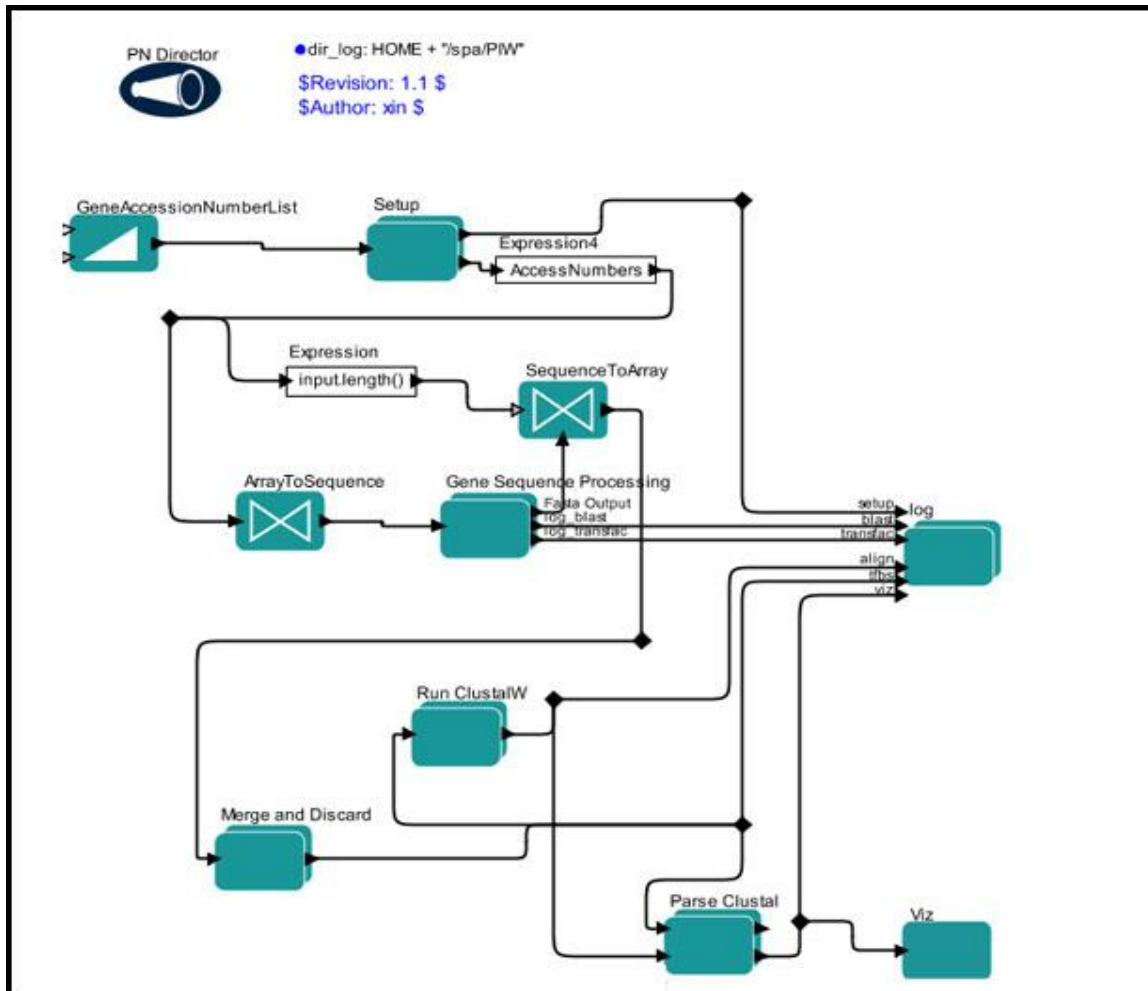 PN Director
dir_log: HOME + "/spa/PIW"
$Revision: 1.1 $
$Author: xin $
GeneAccessionNumberList
Setup
Expression4
AccessNumbers
Expression
input.length()
SequenceToArray
ArrayToSequence
Gene Sequence Processing
Fasta Output
log_blast
log_transfac
setup
log
blast
transfac
align
tfbs
viz
Run ClustalW
Merge and Discard
Parse Clustal
Viz